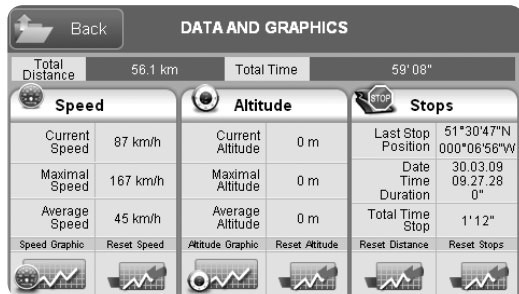 Back
DATA AND GRAPHICS
Total Distance
56.1 km
Total Time
59'08"
Speed
Current Speed
87 km/h
Maximal Speed
167 km/h
Average Speed
45 km/h
Speed Graphic
Reset Speed
Altitude
Current Altitude
0 m
Maximal Altitude
0 m
Average Altitude
0 m
Altitude Graphic
Reset Altitude
STOP
Stops
Last Stop Position
51°30'47"N
000°06'56"W
Date
30.03.09
Time
09.27.28
Duration
0"
Total Time Stop
1'12"
Reset Distance
Reset Stops